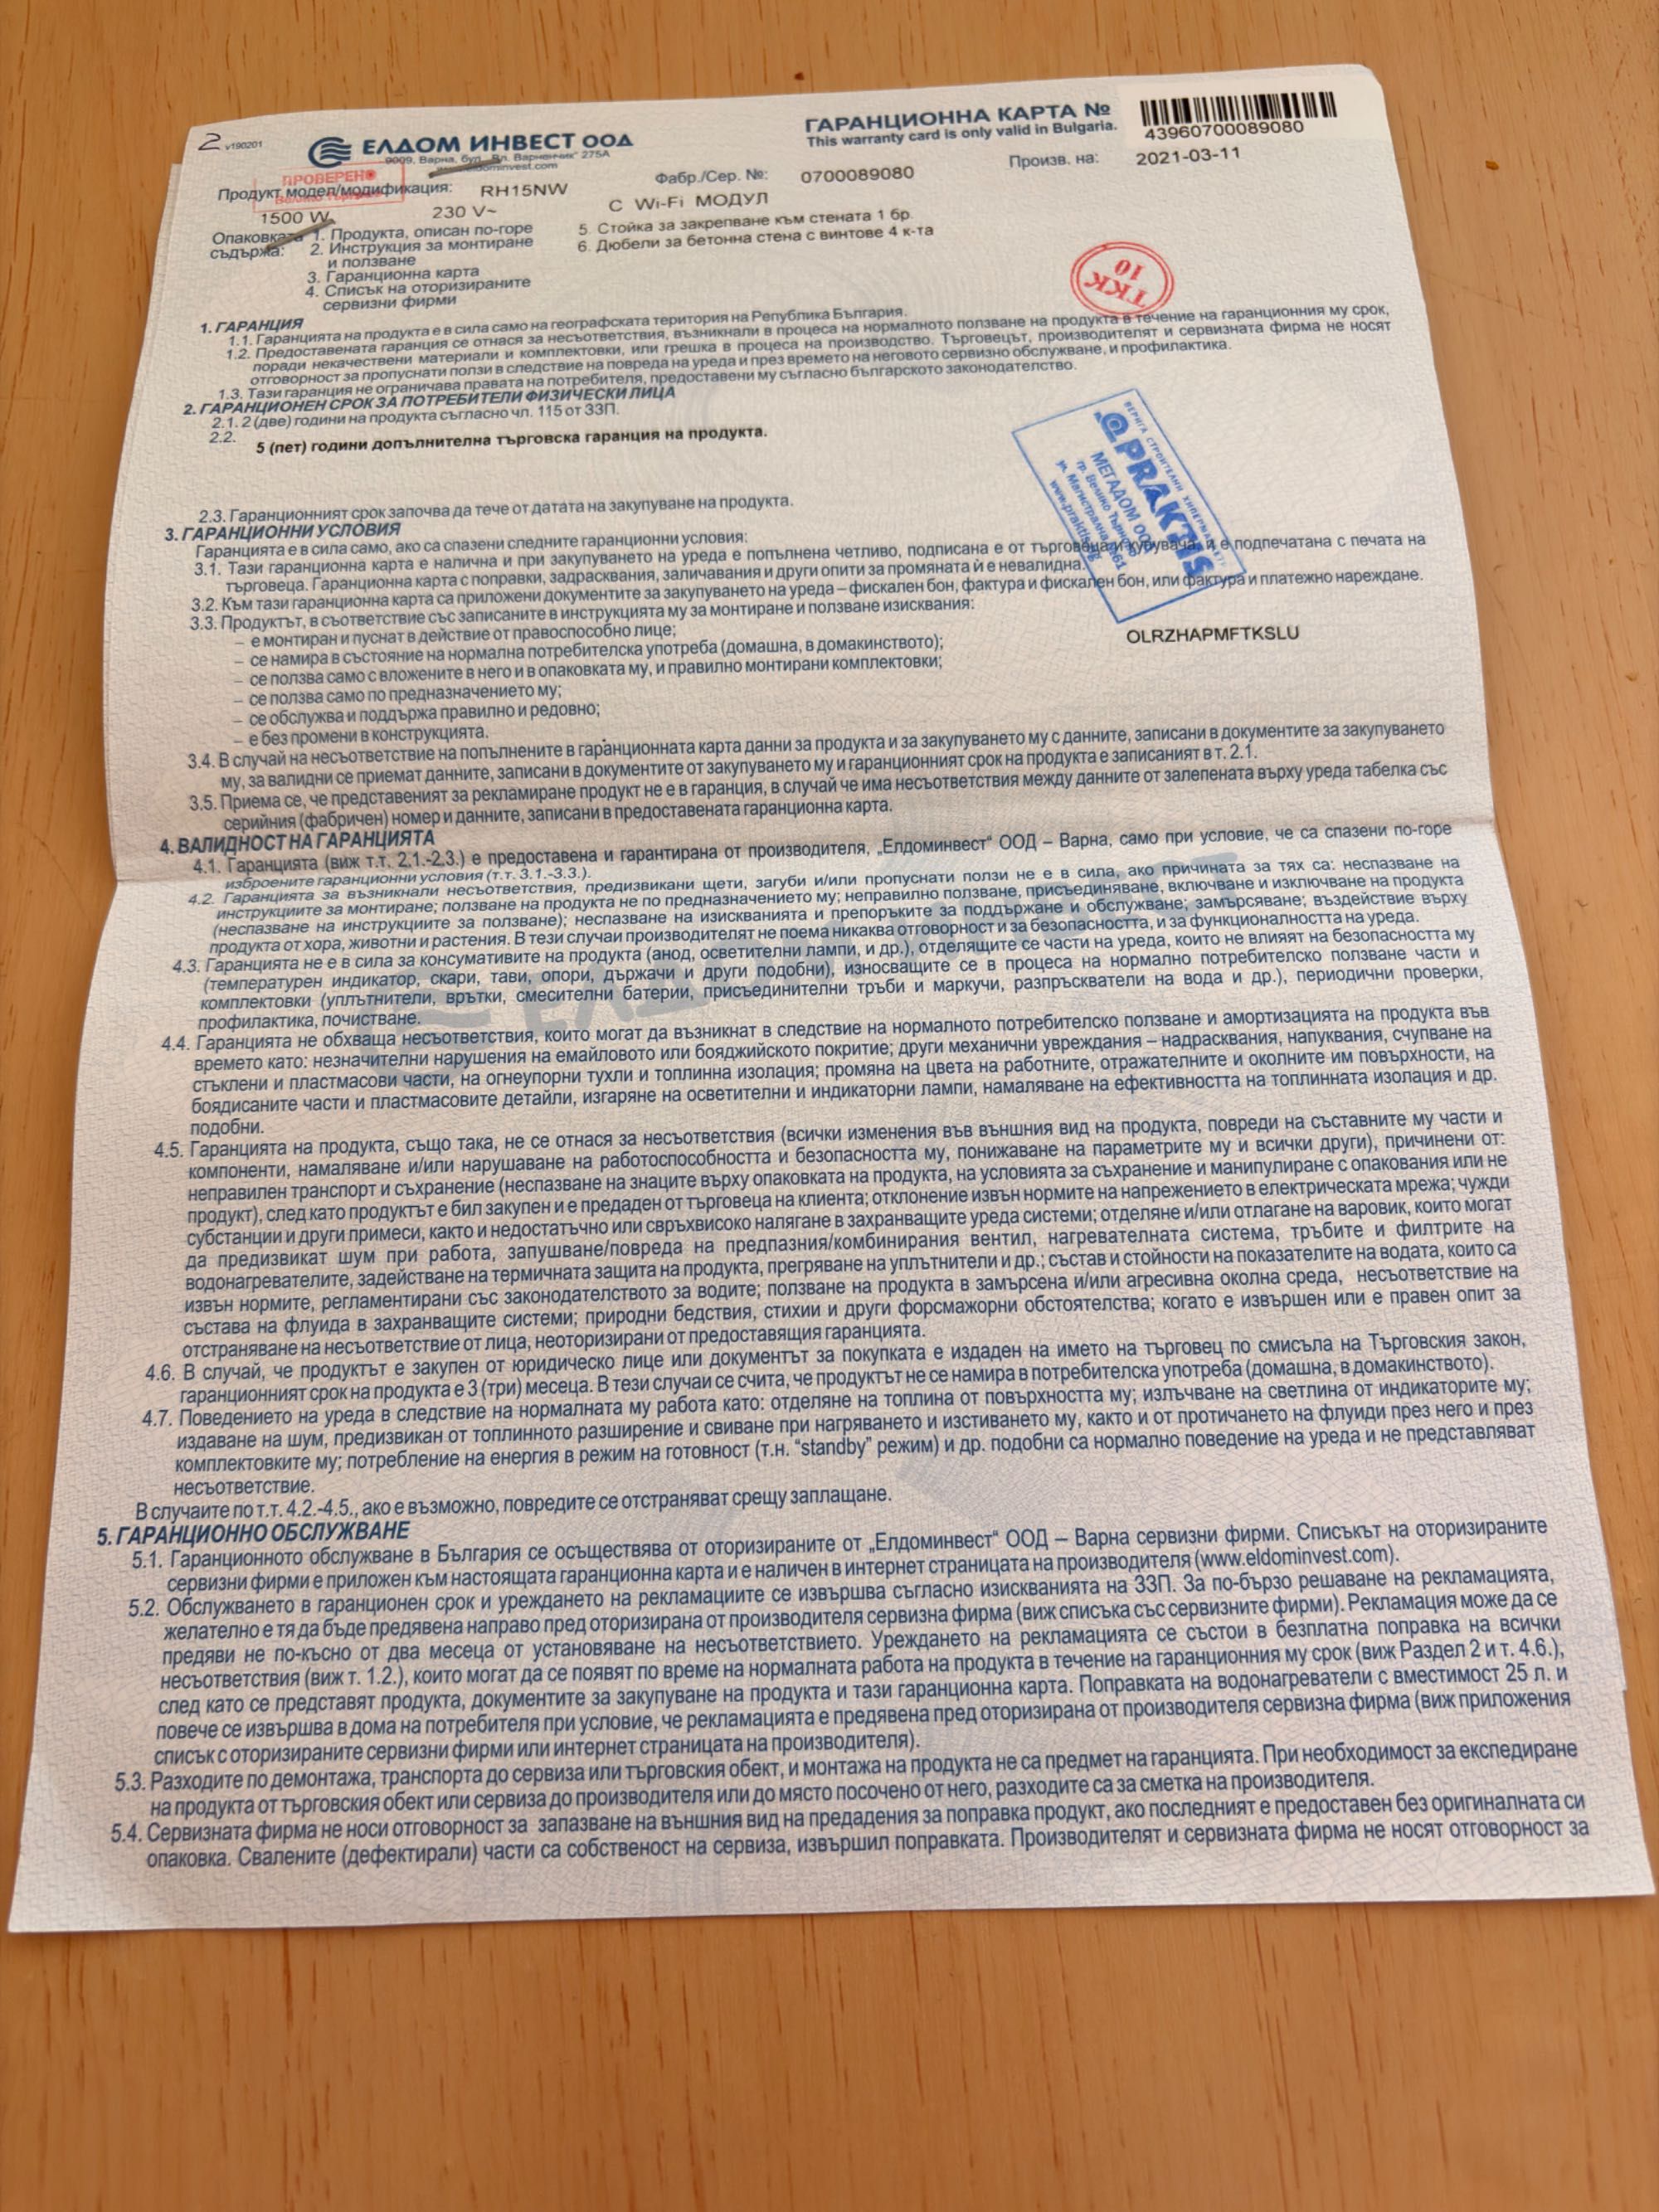 2 v190201
ЕЛДОМ ИНВЕСТ ООД
9009, Варна, бул. Вл. Варненчик" 275А
ГАРАНЦИОННА КАРТА №
This warranty card is only valid in Bulgaria.
43960700089080
ПРОВЕРЕНО
Продукт модел/модификация: RH15NW
Фабр./Сер. №: 0700089080
Произв. на: 2021-03-11
1500 W 230 V~ С Wi-Fi МОДУЛ
Опаковката съдържа:
1. Продукта, описан по-горе
2. Инструкция за монтиране
и ползване
3. Гаранционна карта
4. Списък на оторизираните
сервизни фирми
5. Стойка за закрепване към стената 1 бр.
6. Дюбели за бетонна стена с винтове 4 к-та
ТКК
10
1. ГАРАНЦИЯ
1.1. Гаранцията на продукта е в сила само на географската територия на Република България.
1.2. Предоставената гаранция се отнася за несъответствия, възникнали в процеса на нормалното ползване на продукта в течение на гаранционния му срок,
поради некачествени материали и комплектовки, или грешка в процеса на производство. Търговецът, производителят и сервизната фирма не носят
отговорност за пропуснати ползи в следствие на повреда на уреда и през времето на неговото сервизно обслужване, и профилактика.
1.3. Тази гаранция не ограничава правата на потребителя, предоставени му съгласно българското законодателство.
2. ГАРАНЦИОНЕН СРОК ЗА ПОТРЕБИТЕЛИ ФИЗИЧЕСКИ ЛИЦА
2.1. 2 (две) години на продукта съгласно чл. 115 от ЗЗП.
2.2.
5 (пет) години допълнителна търговска гаранция на продукта.
ВЕРИГА СТРОИТЕЛНИ ХИПЕРМАРКЕТИ
PRAKTIS
МЕГАДОМ ООД
гр. Велико Търново
2.3. Гаранционният срок започва да тече от датата на закупуване на продукта.
3. ГАРАНЦИОННИ УСЛОВИЯ
Гаранцията е в сила само, ако са спазени следните гаранционни условия:
3.1. Тази гаранционна карта е налична и при закупуването на уреда е попълнена четливо, подписана е от търговеца и купувача, и е подпечатана с печата на
търговеца. Гаранционна карта с поправки, задрасквания, заличавания и други опити за промяната ѝ е невалидна.
3.2. Към тази гаранционна карта са приложени документите за закупуването на уреда – фискален бон, фактура и фискален бон, или фактура и платежно нареждане.
3.3. Продуктът, в съответствие със записаните в инструкцията му за монтиране и ползване изисквания:
– е монтиран и пуснат в действие от правоспособно лице;
– се намира в състояние на нормална потребителска употреба (домашна, в домакинството);
– се ползва само с вложените в него и в опаковката му, и правилно монтирани комплектовки;
– се ползва само по предназначението му;
– се обслужва и поддържа правилно и редовно;
– е без промени в конструкцията.
OLRZHAPMFTKSLU
3.4. В случай на несъответствие на попълнените в гаранционната карта данни за продукта и за закупуването му с данните, записани в документите за закупуването
му, за валидни се приемат данните, записани в документите от закупуването му и гаранционният срок на продукта е записаният в т. 2.1.
3.5. Приема се, че представеният за рекламиране продукт не е в гаранция, в случай че има несъответствия между данните от залепената върху уреда табелка със
серийния (фабричен) номер и данните, записани в предоставената гаранционна карта.
4. ВАЛИДНОСТ НА ГАРАНЦИЯТА
4.1. Гаранцията (виж т.т. 2.1.-2.3.) е предоставена и гарантирана от производителя, „Елдоминвест“ ООД – Варна, само при условие, че са спазени по-горе
изброените гаранционни условия (т.т. 3.1.-3.3.).
4.2. Гаранцията за възникнали несъответствия, предизвикани щети, загуби и/или пропуснати ползи не е в сила, ако причината за тях са: неспазване на
инструкциите за монтиране; ползване на продукта не по предназначението му; неправилно ползване, присъединяване, включване и изключване на продукта
(неспазване на инструкциите за ползване); неспазване на изискванията и препоръките за поддържане и обслужване; замърсяване; въздействие върху
продукта от хора, животни и растения. В тези случаи производителят не поема никаква отговорност и за безопасността, и за функционалността на уреда.
4.3. Гаранцията не е в сила за консумативите на продукта (анод, осветителни лампи, и др.), отделящите се части на уреда, които не влияят на безопасността му
(температурен индикатор, скари, тави, опори, държачи и други подобни), износващите се в процеса на нормално потребителско ползване части и
комплектовки (уплътнители, врътки, смесителни батерии, присъединителни тръби и маркучи, разпръскватели на вода и др.), периодични проверки,
профилактика, почистване.
4.4. Гаранцията не обхваща несъответствия, които могат да възникнат в следствие на нормалното потребителско ползване и амортизацията на продукта във
времето като: незначителни нарушения на емайловото или бояджийското покритие; други механични увреждания – надрасквания, напуквания, счупване на
стъклени и пластмасови части, на огнеупорни тухли и топлинна изолация; промяна на цвета на работните, отражателните и околните им повърхности, на
боядисаните части и пластмасовите детайли, изгаряне на осветителни и индикаторни лампи, намаляване на ефективността на топлинната изолация и др.
подобни.
4.5. Гаранцията на продукта, също така, не се отнася за несъответствия (всички изменения във външния вид на продукта, повреди на съставните му части и
компоненти, намаляване и/или нарушаване на работоспособността и безопасността му, понижаване на параметрите му и всички други), причинени от:
неправилен транспорт и съхранение (неспазване на знаците върху опаковката на продукта, на условията за съхранение и манипулиране с опакования или не
продукт), след като продуктът е бил закупен и е предаден от търговеца на клиента; отклонение извън нормите на напрежението в електрическата мрежа; чужди
субстанции и други примеси, както и недостатъчно или свръхвисоко налягане в захранващите уреда системи; отделяне и/или отлагане на варовик, които могат
да предизвикат шум при работа, запушване/повреда на предпазния/комбинирания вентил, нагревателната система, тръбите и филтрите на
водонагревателите, задействане на термичната защита на продукта, прегряване на уплътнители и др.; състав и стойности на показателите на водата, които са
извън нормите, регламентирани със законодателството за водите; ползване на продукта в замърсена и/или агресивна околна среда, несъответствие на
състава на флуида в захранващите системи; природни бедствия, стихии и други форсмажорни обстоятелства; когато е извършен или е правен опит за
отстраняване на несъответствие от лица, неоторизирани от предоставящия гаранцията.
4.6. В случай, че продуктът е закупен от юридическо лице или документът за покупката е издаден на името на търговец по смисъла на Търговския закон,
гаранционният срок на продукта е 3 (три) месеца. В тези случаи се счита, че продуктът не се намира в потребителска употреба (домашна, в домакинството).
4.7. Поведението на уреда в следствие на нормалната му работа като: отделяне на топлина от повърхността му; излъчване на светлина от индикаторите му;
издаване на шум, предизвикан от топлинното разширение и свиване при нагряването и изстиването му, както и от протичането на флуиди през него и през
комплектовките му; потребление на енергия в режим на готовност (т.н. “standby” режим) и др. подобни са нормално поведение на уреда и не представляват
несъответствие.
В случаите по т.т. 4.2.-4.5., ако е възможно, повредите се отстраняват срещу заплащане.
5. ГАРАНЦИОННО ОБСЛУЖВАНЕ
5.1. Гаранционното обслужване в България се осъществява от оторизираните от „Елдоминвест“ ООД – Варна сервизни фирми. Списъкът на оторизираните
сервизни фирми е приложен към настоящата гаранционна карта и е наличен в интернет страницата на производителя (www.eldominvest.com).
5.2. Обслужването в гаранционен срок и уреждането на рекламациите се извършва съгласно изискванията на ЗЗП. За по-бързо решаване на рекламацията,
желателно е тя да бъде предявена направо пред оторизирана от производителя сервизна фирма (виж списъка със сервизните фирми). Рекламация може да се
предяви не по-късно от два месеца от установяване на несъответствието. Уреждането на рекламацията се състои в безплатна поправка на всички
несъответствия (виж т. 1.2.), които могат да се появят по време на нормалната работа на продукта в течение на гаранционния му срок (виж Раздел 2 и т. 4.6.),
след като се представят продукта, документите за закупуване на продукта и тази гаранционна карта. Поправката на водонагреватели с вместимост 25 л. и
повече се извършва в дома на потребителя при условие, че рекламацията е предявена пред оторизирана от производителя сервизна фирма (виж приложения
списък с оторизираните сервизни фирми или интернет страницата на производителя).
5.3. Разходите по демонтажа, транспорта до сервиза или търговския обект, и монтажа на продукта не са предмет на гаранцията. При необходимост за експедиране
на продукта от търговския обект или сервиза до производителя или до място посочено от него, разходите са за сметка на производителя.
5.4. Сервизната фирма не носи отговорност за запазване на външния вид на предадения за поправка продукт, ако последният е предоставен без оригиналната си
опаковка. Свалените (дефектирали) части са собственост на сервиза, извършил поправката. Производителят и сервизната фирма не носят отговорност за